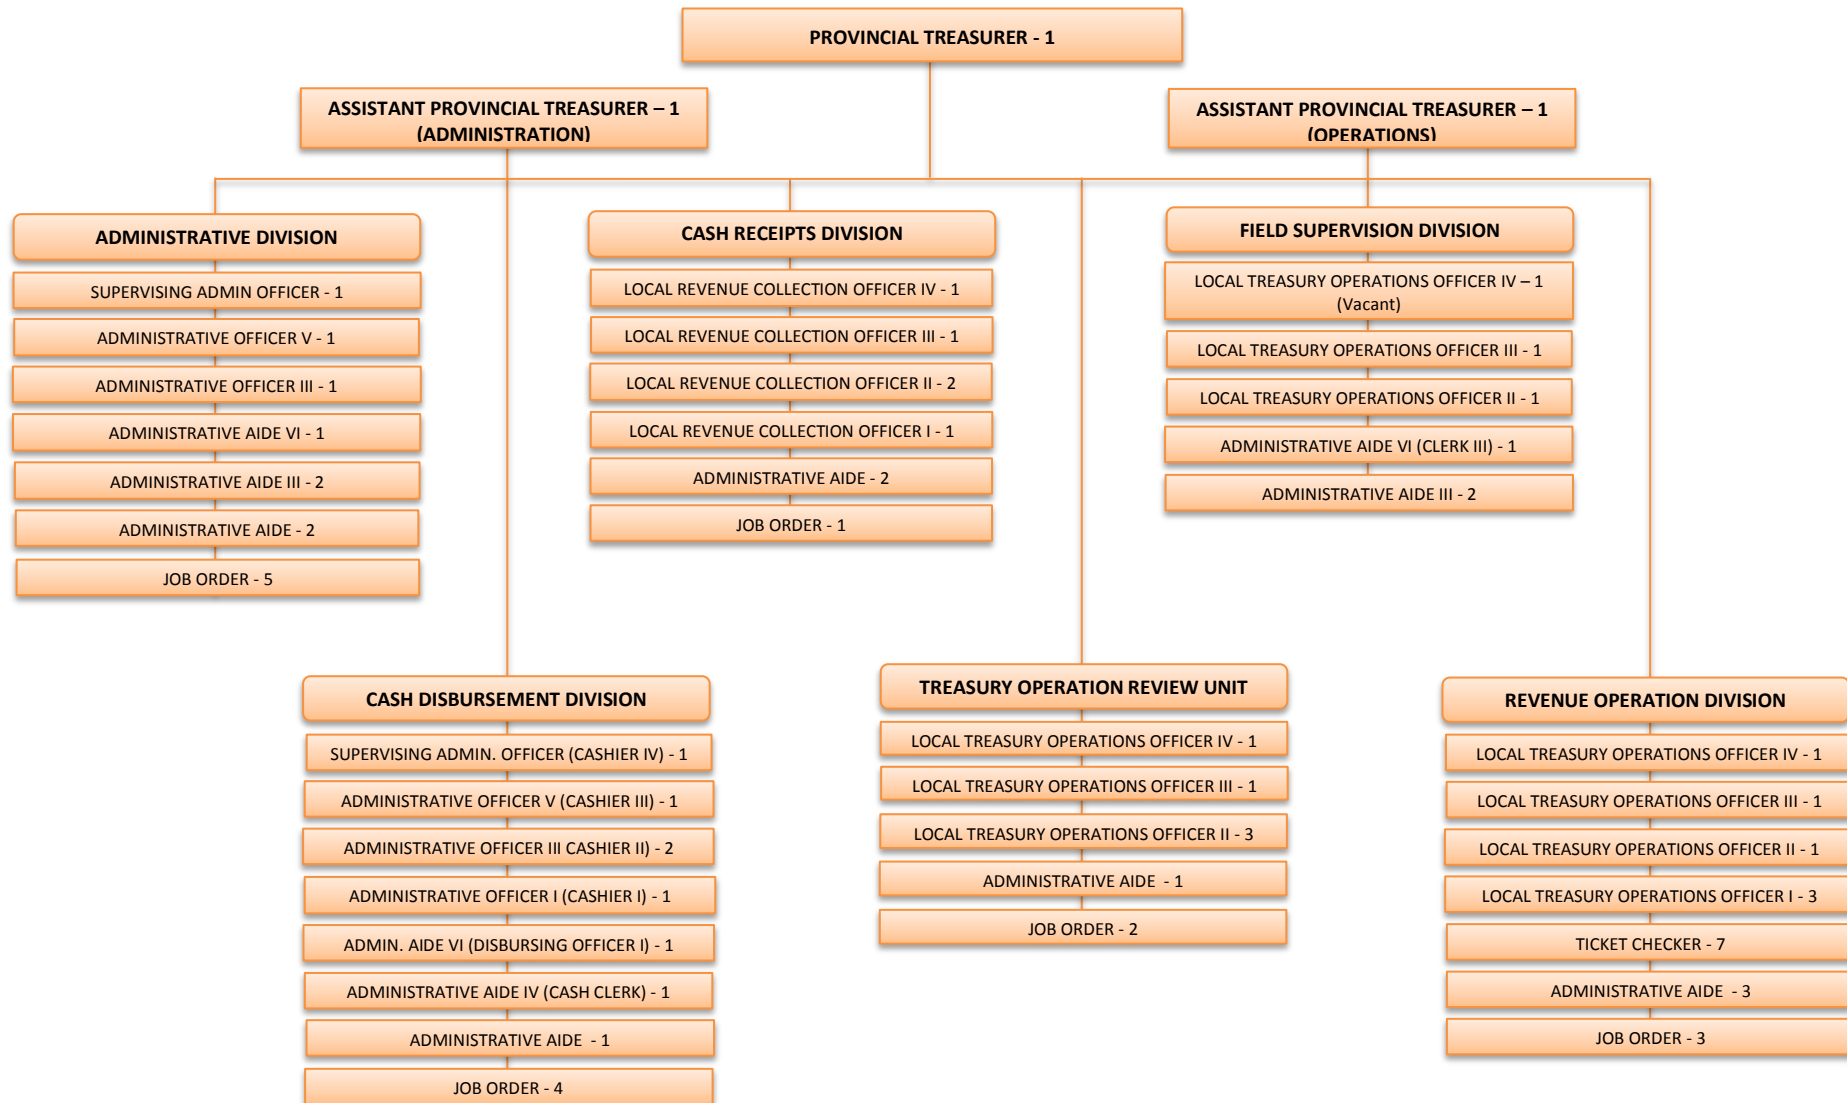 PROVINCIAL TREASURER - 1
ASSISTANT PROVINCIAL TREASURER – 1
(ADMINISTRATION)
ASSISTANT PROVINCIAL TREASURER – 1
(OPERATIONS)
ADMINISTRATIVE DIVISION
SUPERVISING ADMIN OFFICER - 1
ADMINISTRATIVE OFFICER V - 1
ADMINISTRATIVE OFFICER III - 1
ADMINISTRATIVE AIDE VI - 1
ADMINISTRATIVE AIDE III - 2
ADMINISTRATIVE AIDE - 2
JOB ORDER - 5
CASH RECEIPTS DIVISION
LOCAL REVENUE COLLECTION OFFICER IV - 1
LOCAL REVENUE COLLECTION OFFICER III - 1
LOCAL REVENUE COLLECTION OFFICER II - 2
LOCAL REVENUE COLLECTION OFFICER I - 1
ADMINISTRATIVE AIDE - 2
JOB ORDER - 1
FIELD SUPERVISION DIVISION
LOCAL TREASURY OPERATIONS OFFICER IV – 1
(Vacant)
LOCAL TREASURY OPERATIONS OFFICER III - 1
LOCAL TREASURY OPERATIONS OFFICER II - 1
ADMINISTRATIVE AIDE VI (CLERK III) - 1
ADMINISTRATIVE AIDE III - 2
CASH DISBURSEMENT DIVISION
SUPERVISING ADMIN. OFFICER (CASHIER IV) - 1
ADMINISTRATIVE OFFICER V (CASHIER III) - 1
ADMINISTRATIVE OFFICER III CASHIER II) - 2
ADMINISTRATIVE OFFICER I (CASHIER I) - 1
ADMIN. AIDE VI (DISBURSING OFFICER I) - 1
ADMINISTRATIVE AIDE IV (CASH CLERK) - 1
ADMINISTRATIVE AIDE - 1
JOB ORDER - 4
TREASURY OPERATION REVIEW UNIT
LOCAL TREASURY OPERATIONS OFFICER IV - 1
LOCAL TREASURY OPERATIONS OFFICER III - 1
LOCAL TREASURY OPERATIONS OFFICER II - 3
ADMINISTRATIVE AIDE - 1
JOB ORDER - 2
REVENUE OPERATION DIVISION
LOCAL TREASURY OPERATIONS OFFICER IV - 1
LOCAL TREASURY OPERATIONS OFFICER III - 1
LOCAL TREASURY OPERATIONS OFFICER II - 1
LOCAL TREASURY OPERATIONS OFFICER I - 3
TICKET CHECKER - 7
ADMINISTRATIVE AIDE - 3
JOB ORDER - 3